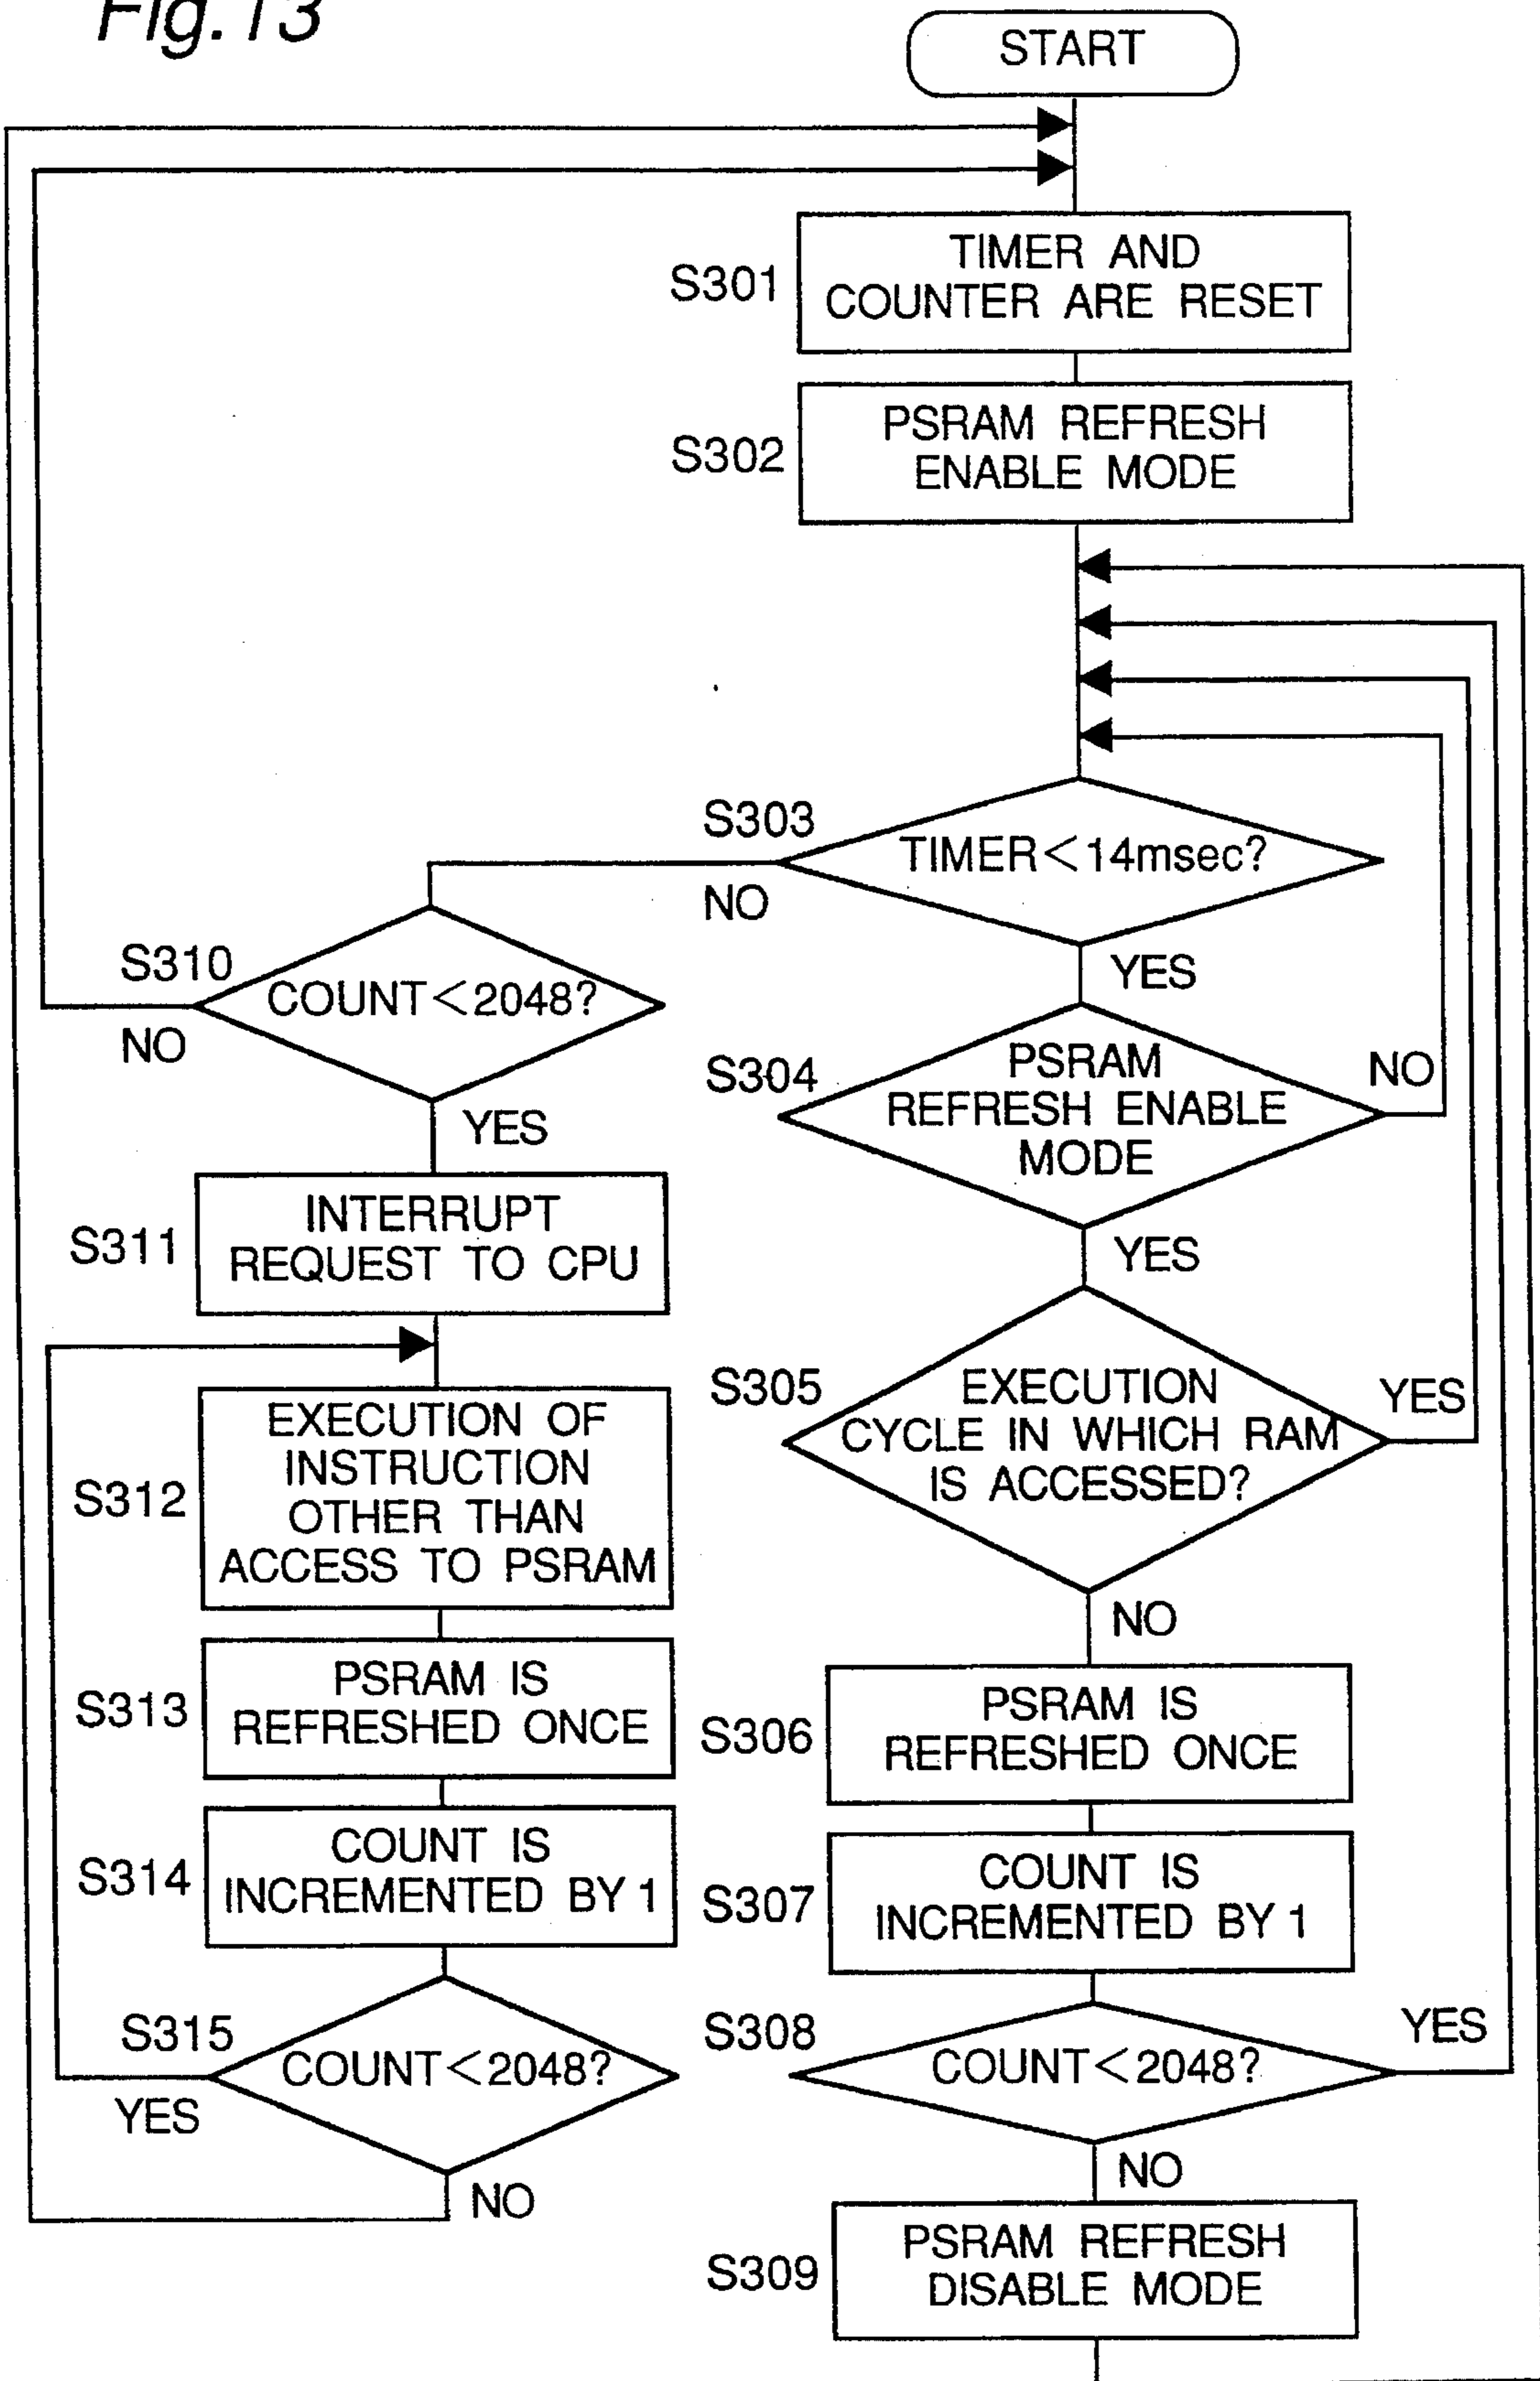 Fig.13
START
S301
TIMER AND
COUNTER ARE RESET
S302
PSRAM REFRESH
ENABLE MODE
S303
TIMER<14msec?
NO
YES
S310
COUNT<2048?
NO
YES
S304
PSRAM
REFRESH ENABLE
MODE
NO
YES
S311
INTERRUPT
REQUEST TO CPU
S305
EXECUTION
CYCLE IN WHICH RAM
IS ACCESSED?
YES
NO
S312
EXECUTION OF
INSTRUCTION
OTHER THAN
ACCESS TO PSRAM
S313
PSRAM IS
REFRESHED ONCE
S306
PSRAM IS
REFRESHED ONCE
S314
COUNT IS
INCREMENTED BY 1
S307
COUNT IS
INCREMENTED BY 1
S315
COUNT<2048?
YES
NO
S308
COUNT<2048?
YES
NO
S309
PSRAM REFRESH
DISABLE MODE